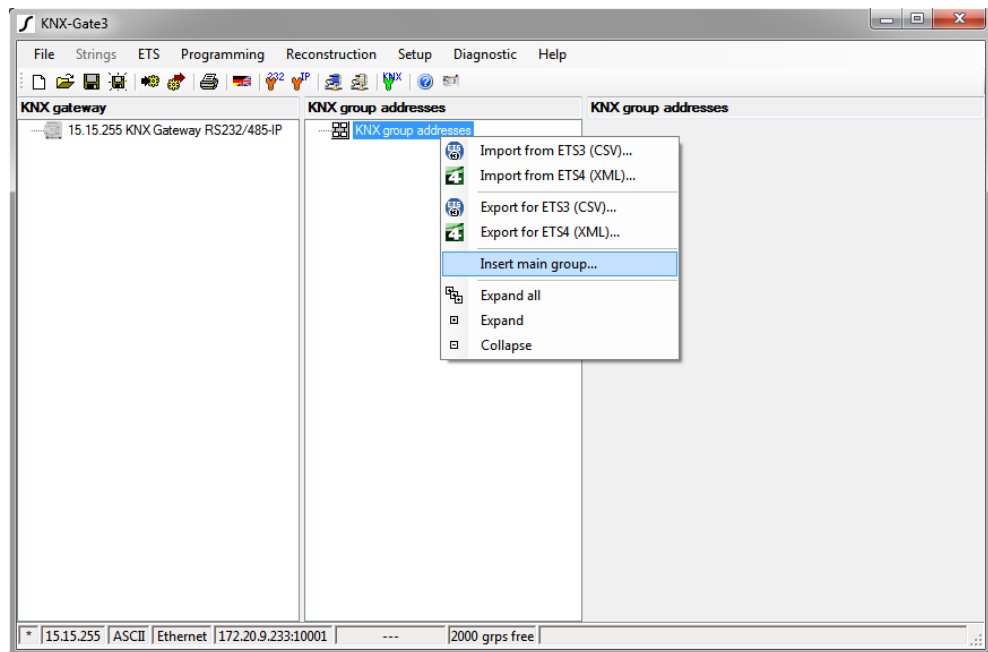 KNX-Gate3
File Strings ETS Programming Reconstruction Setup Diagnostic Help
232 IP KNX
KNX gateway KNX group addresses KNX group addresses
15.15.255 KNX Gateway RS232/485-IP KNX group addresses
Import from ETS3 (CSV)...
Import from ETS4 (XML)...
Export for ETS3 (CSV)...
Export for ETS4 (XML)...
Insert main group...
Expand all
Expand
Collapse
* 15.15.255 ASCII Ethernet 172.20.9.233:10001 --- 2000 grps free